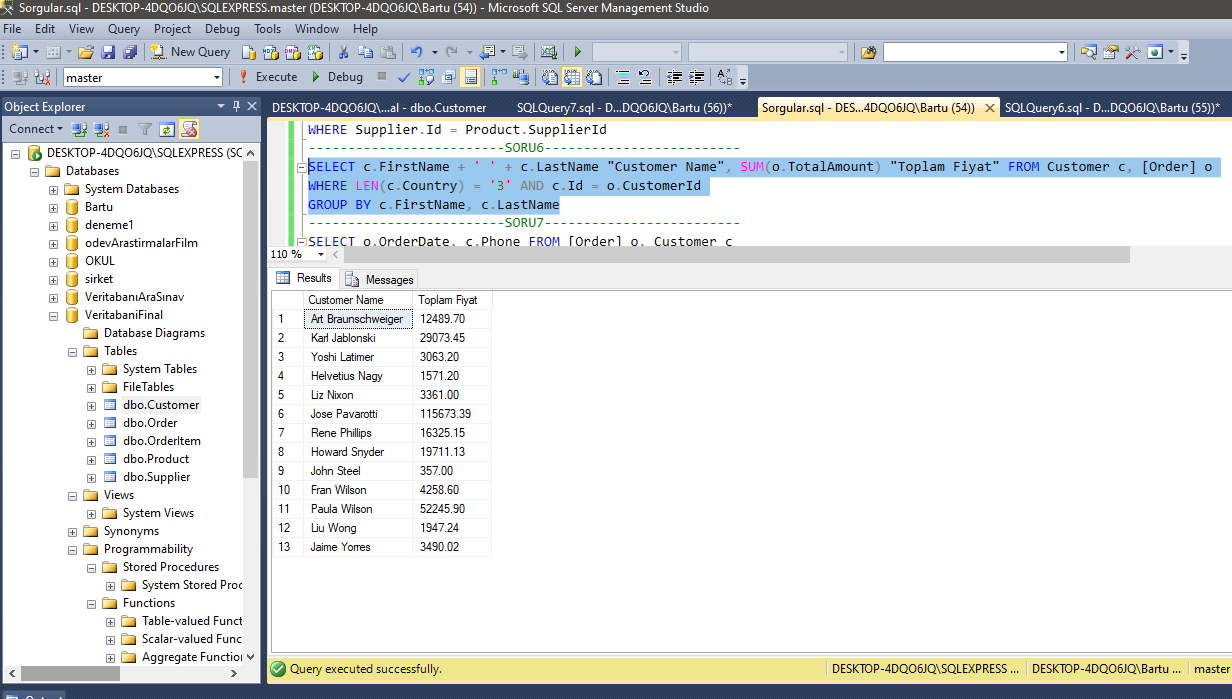 Sorgular.sql - DESKTOP-4DQO6JQ\SQLEXPRESS.master (DESKTOP-4DQO6JQ\Bartu (54)) - Microsoft SQL Server Management Studio
File Edit View Query Project Debug Tools Window Help
New Query
master Execute Debug
Object Explorer
Connect
DESKTOP-4DQO6JQ\SQLEXPRESS (SC
Databases
System Databases
Bartu
deneme1
odevArastirmalarFilm
OKUL
sirket
VeritabanıAraSınav
VeritabaniFinal
Database Diagrams
Tables
System Tables
FileTables
dbo.Customer
dbo.Order
dbo.OrderItem
dbo.Product
dbo.Supplier
Views
System Views
Synonyms
Programmability
Stored Procedures
System Stored Proc
Functions
Table-valued Funct
Scalar-valued Func
Aggregate Function
DESKTOP-4DQO6JQ\...al - dbo.Customer SQLQuery7.sql - D...DQO6JQ\Bartu (56))* Sorgular.sql - DES...4DQO6JQ\Bartu (54)) SQLQuery6.sql - D...DQO6JQ\Bartu (55))*
WHERE Supplier.Id = Product.SupplierId
--------------------------SORU6--------------------------
SELECT c.FirstName + ' ' + c.LastName "Customer Name", SUM(o.TotalAmount) "Toplam Fiyat" FROM Customer c, [Order] o
WHERE LEN(c.Country) = '3' AND c.Id = o.CustomerId
GROUP BY c.FirstName, c.LastName
--------------------------SORU7--------------------------
SELECT o.OrderDate, c.Phone FROM [Order] o, Customer c
110 %
Results Messages
Customer Name Toplam Fiyat
1 Art Braunschweiger 12489.70
2 Karl Jablonski 29073.45
3 Yoshi Latimer 3063.20
4 Helvetius Nagy 1571.20
5 Liz Nixon 3361.00
6 Jose Pavarotti 115673.39
7 Rene Phillips 16325.15
8 Howard Snyder 19711.13
9 John Steel 357.00
10 Fran Wilson 4258.60
11 Paula Wilson 52245.90
12 Liu Wong 1947.24
13 Jaime Yorres 3490.02
Query executed successfully. DESKTOP-4DQO6JQ\SQLEXPRESS ... DESKTOP-4DQO6JQ\Bartu ... master